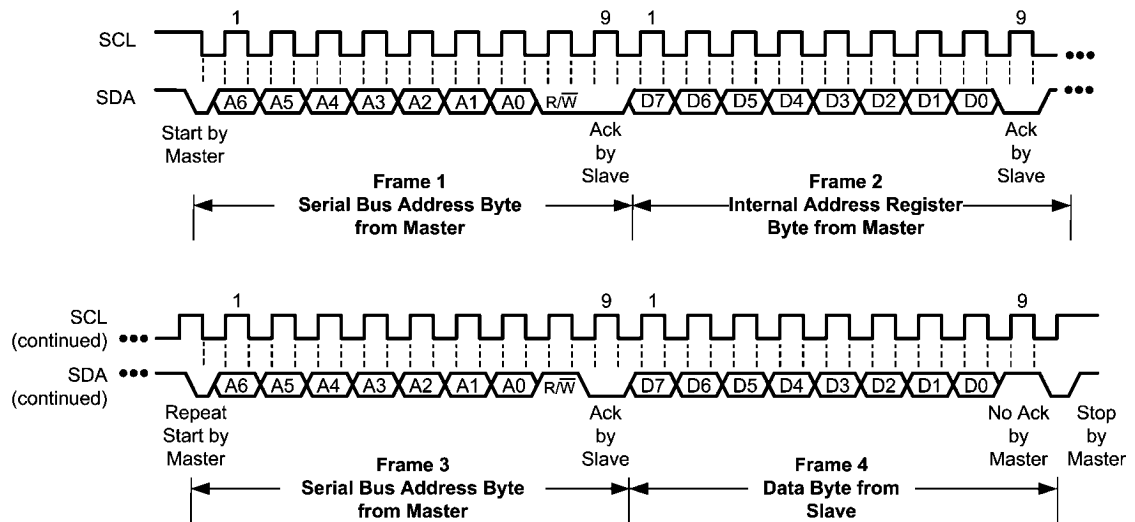 1 9 1 9
SCL
SDA A6 A5 A4 A3 A2 A1 A0 R/W̅ D7 D6 D5 D4 D3 D2 D1 D0
Start by
Master
Ack
by
Slave
Ack
by
Slave
Frame 1
Serial Bus Address Byte
from Master
Frame 2
Internal Address Register
Byte from Master
1 9 1 9
SCL
(continued)
SDA
(continued)
A6 A5 A4 A3 A2 A1 A0 R/W̅ D7 D6 D5 D4 D3 D2 D1 D0
Repeat
Start by
Master
Ack
by
Slave
No Ack
by
Master
Stop
by
Master
Frame 3
Serial Bus Address Byte
from Master
Frame 4
Data Byte from
Slave